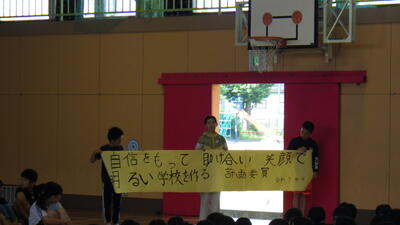 自信をもって 助け合い 笑顔で
明るい学校を作る 計画委員